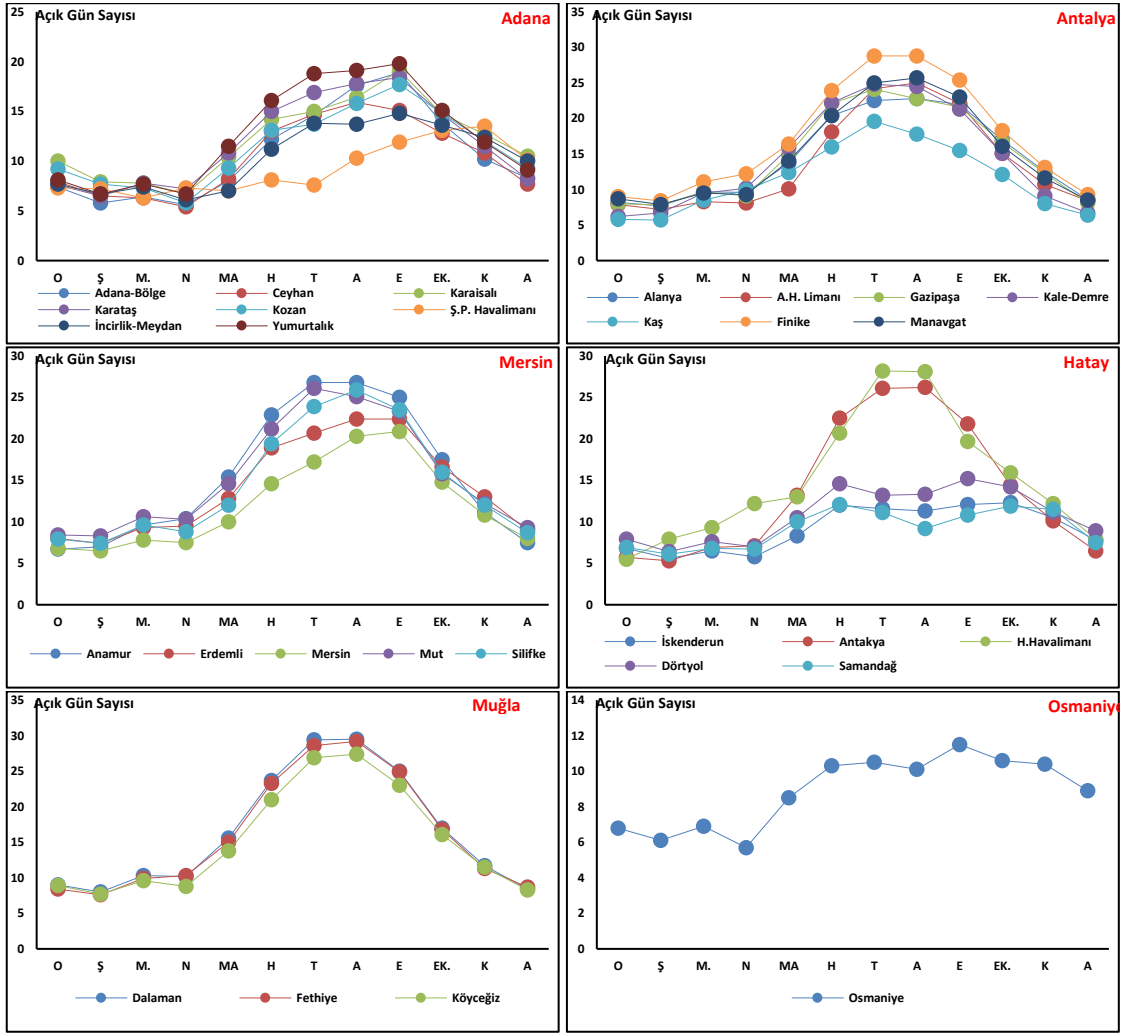 Açık Gün Sayısı
Adana
25
20
15
10
5
0
O Ş M. N MA H T A E EK. K A
Adana-Bölge Ceyhan Karaisalı
Karataş Kozan Ş.P. Havalimanı
İncirlik-Meydan Yumurtalık
Açık Gün Sayısı
Antalya
35
30
25
20
15
10
5
0
O Ş M. N MA H T A E EK. K A
Alanya A.H. Limanı Gazipaşa Kale-Demre
Kaş Finike Manavgat
Açık Gün Sayısı
Mersin
30
25
20
15
10
5
0
O Ş M. N MA H T A E EK. K A
Anamur Erdemli Mersin Mut Silifke
Açık Gün Sayısı
Hatay
30
25
20
15
10
5
0
O Ş M. N MA H T A E EK. K A
İskenderun Antakya H.Havalimanı
Dörtyol Samandağ
Açık Gün Sayısı
Muğla
35
30
25
20
15
10
5
0
O Ş M. N MA H T A E EK. K A
Dalaman Fethiye Köyceğiz
Açık Gün Sayısı
Osmaniye
14
12
10
8
6
4
2
0
O Ş M. N MA H T A E EK. K A
Osmaniye